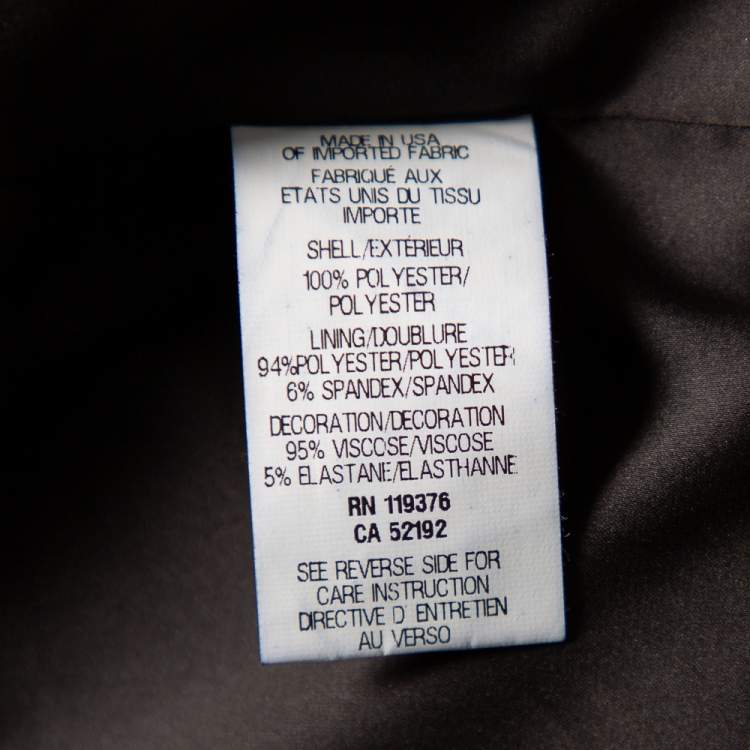 MADE IN USA
OF IMPORTED FABRIC
FABRIQUÉ AUX
ETATS UNIS DU TISSU
IMPORTE
SHELL/EXTÉRIEUR
100% POLYESTER/
POLYESTER
LINING/DOUBLURE
94%POLYESTER/POLYESTER
6% SPANDEX/SPANDEX
DECORATION/DECORATION
95% VISCOSE/VISCOSE
5% ELASTANE/ELASTHANNE
RN 119376
CA 52192
SEE REVERSE SIDE FOR
CARE INSTRUCTION
DIRECTIVE D' ENTRETIEN
AU VERSO